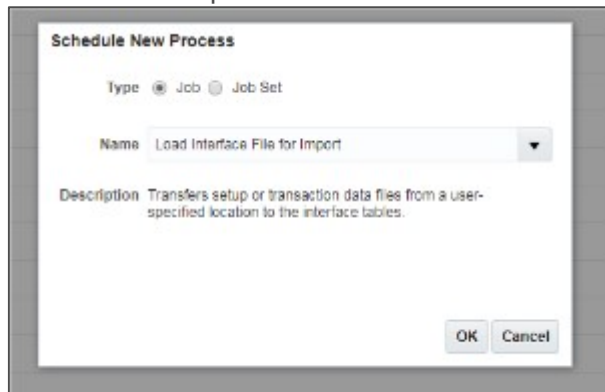 Schedule New Process
Type Job Job Set
Name Load Interface File for Import
Description Transfers setup or transaction data files from a user-
specified location to the interface tables.
OK Cancel